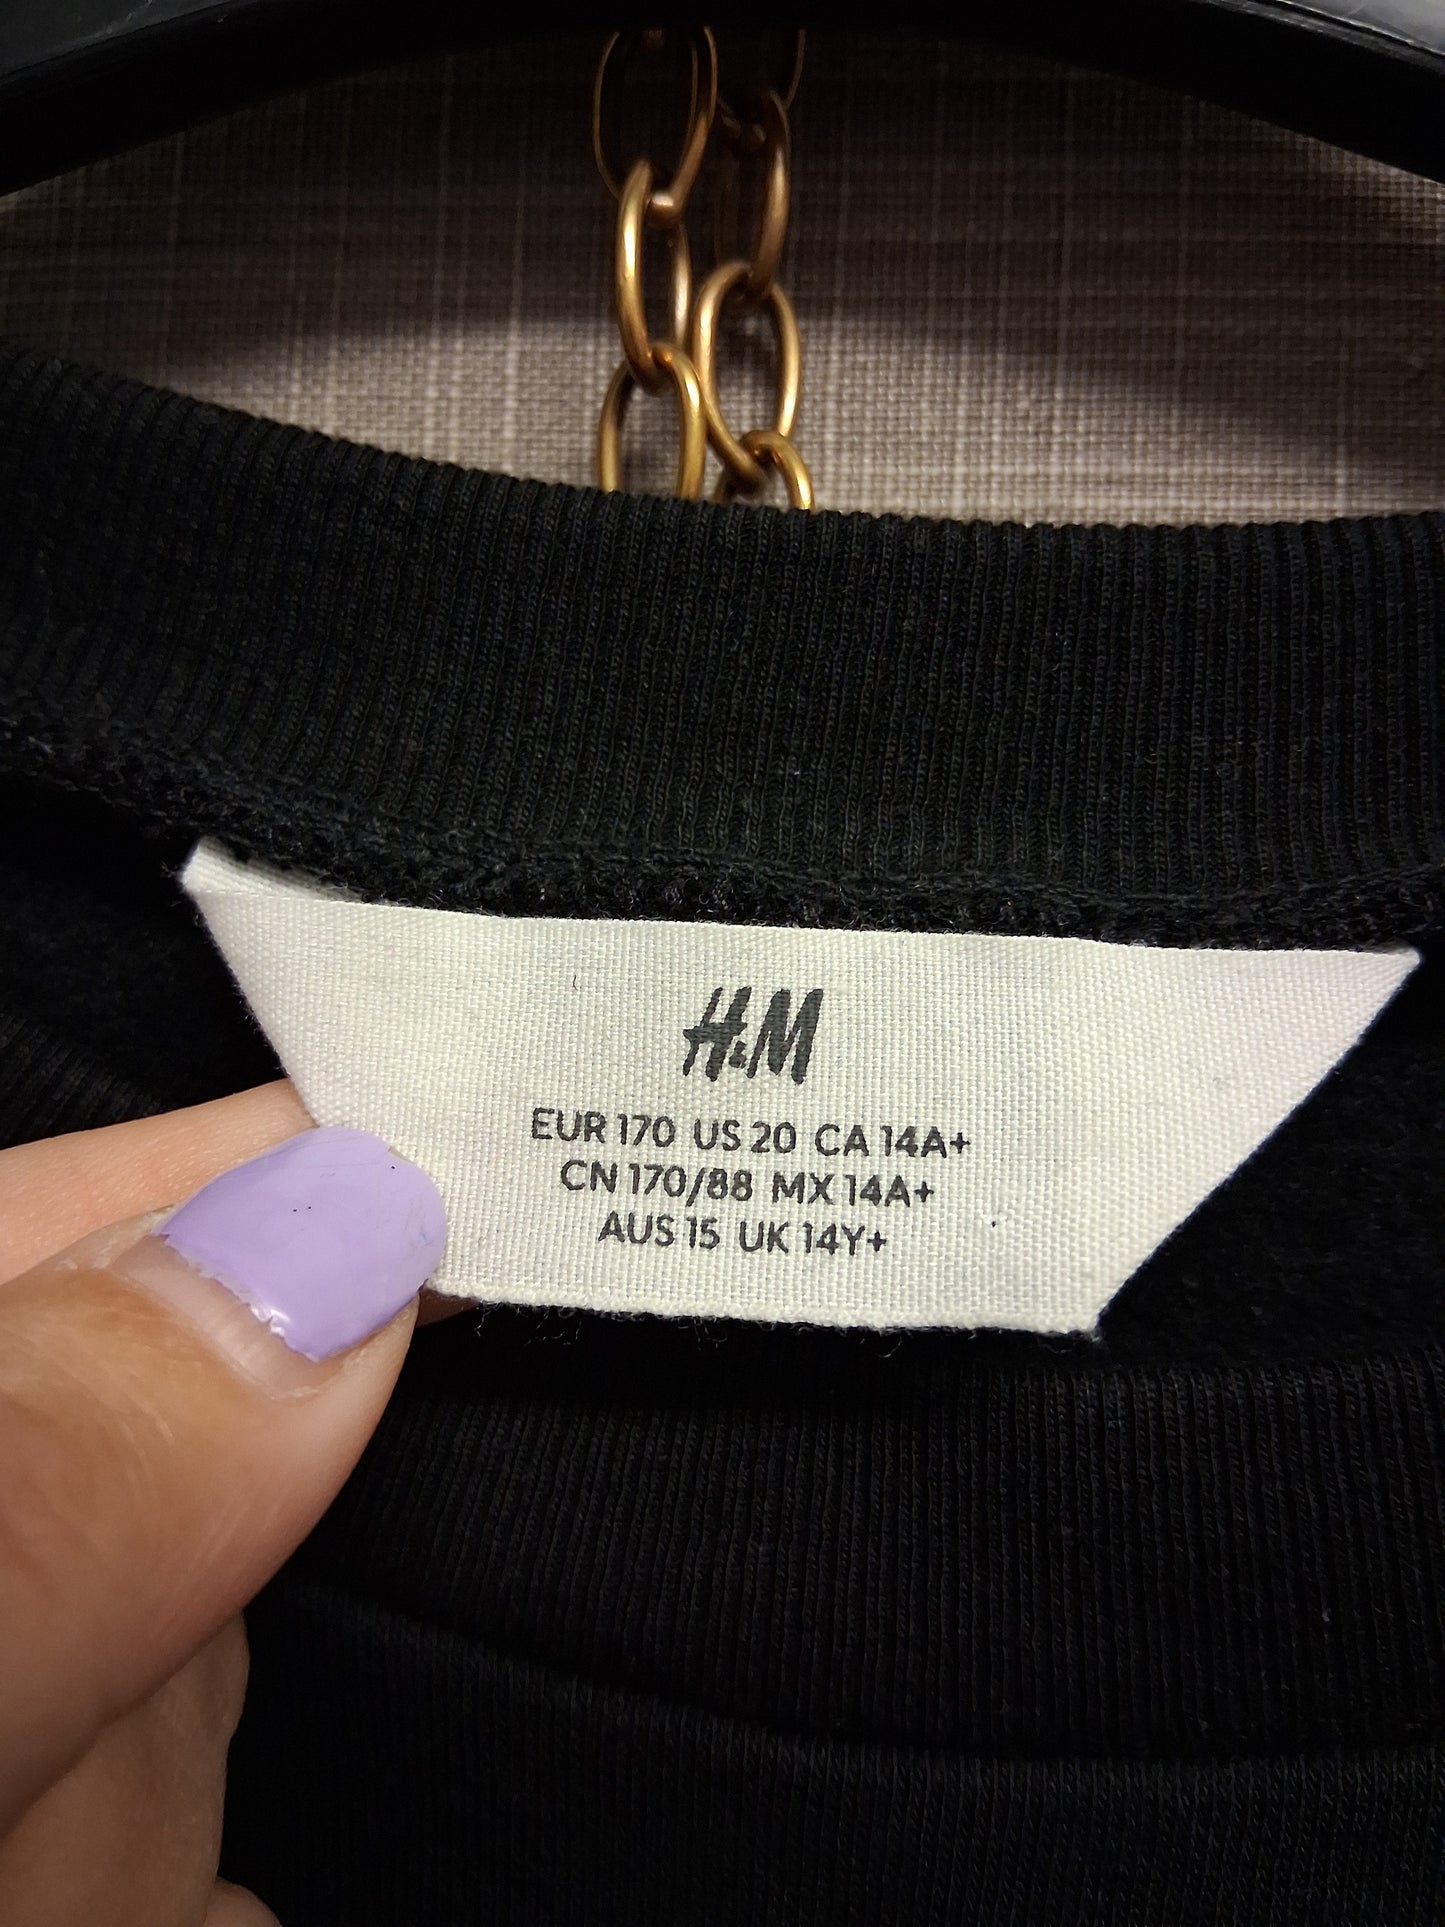 H&M
EUR 170 US 20 CA 14A+
CN 170/88 MX 14A+
AUS 15 UK 14Y+